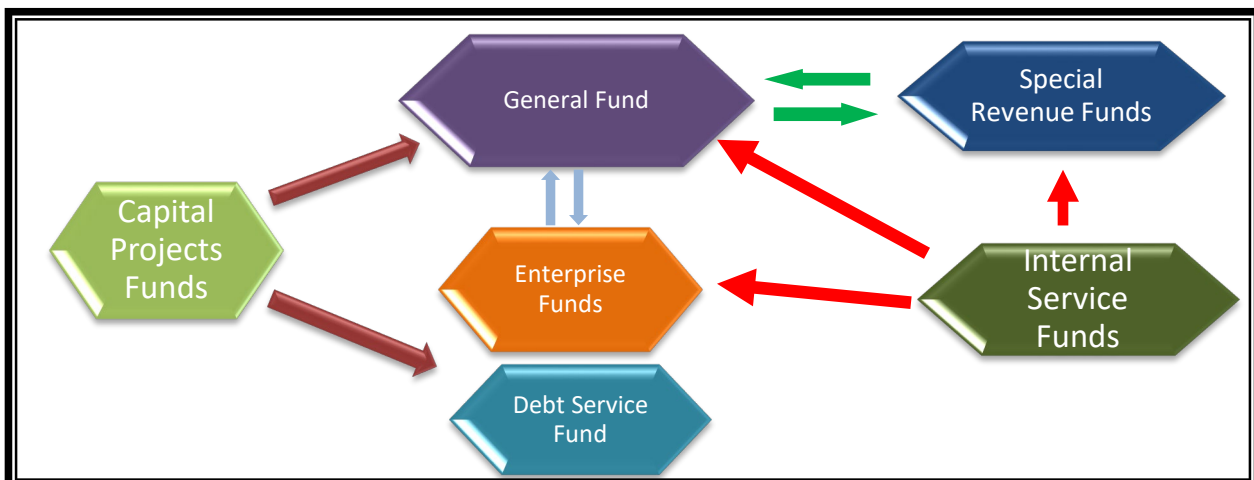 General Fund
Special
Revenue Funds
Capital
Projects
Funds
Enterprise
Funds
Internal
Service
Funds
Debt Service
Fund